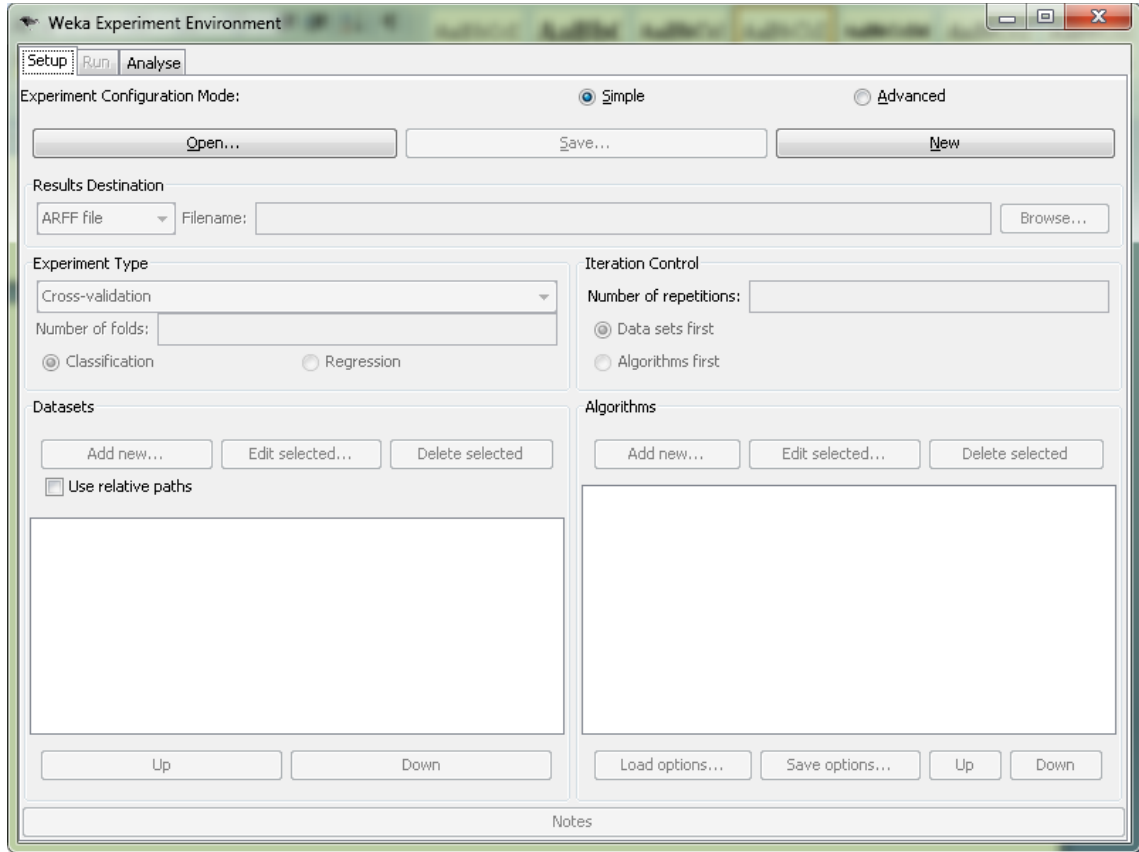 Weka Experiment Environment
Setup Run Analyse
Experiment Configuration Mode: Simple Advanced
Open... Save... New
Results Destination
ARFF file Filename: Browse...
Experiment Type Iteration Control
Cross-validation Number of repetitions:
Number of folds: Data sets first
Classification Regression Algorithms first
Datasets Algorithms
Add new... Edit selected... Delete selected Add new... Edit selected... Delete selected
Use relative paths
Up Down Load options... Save options... Up Down
Notes